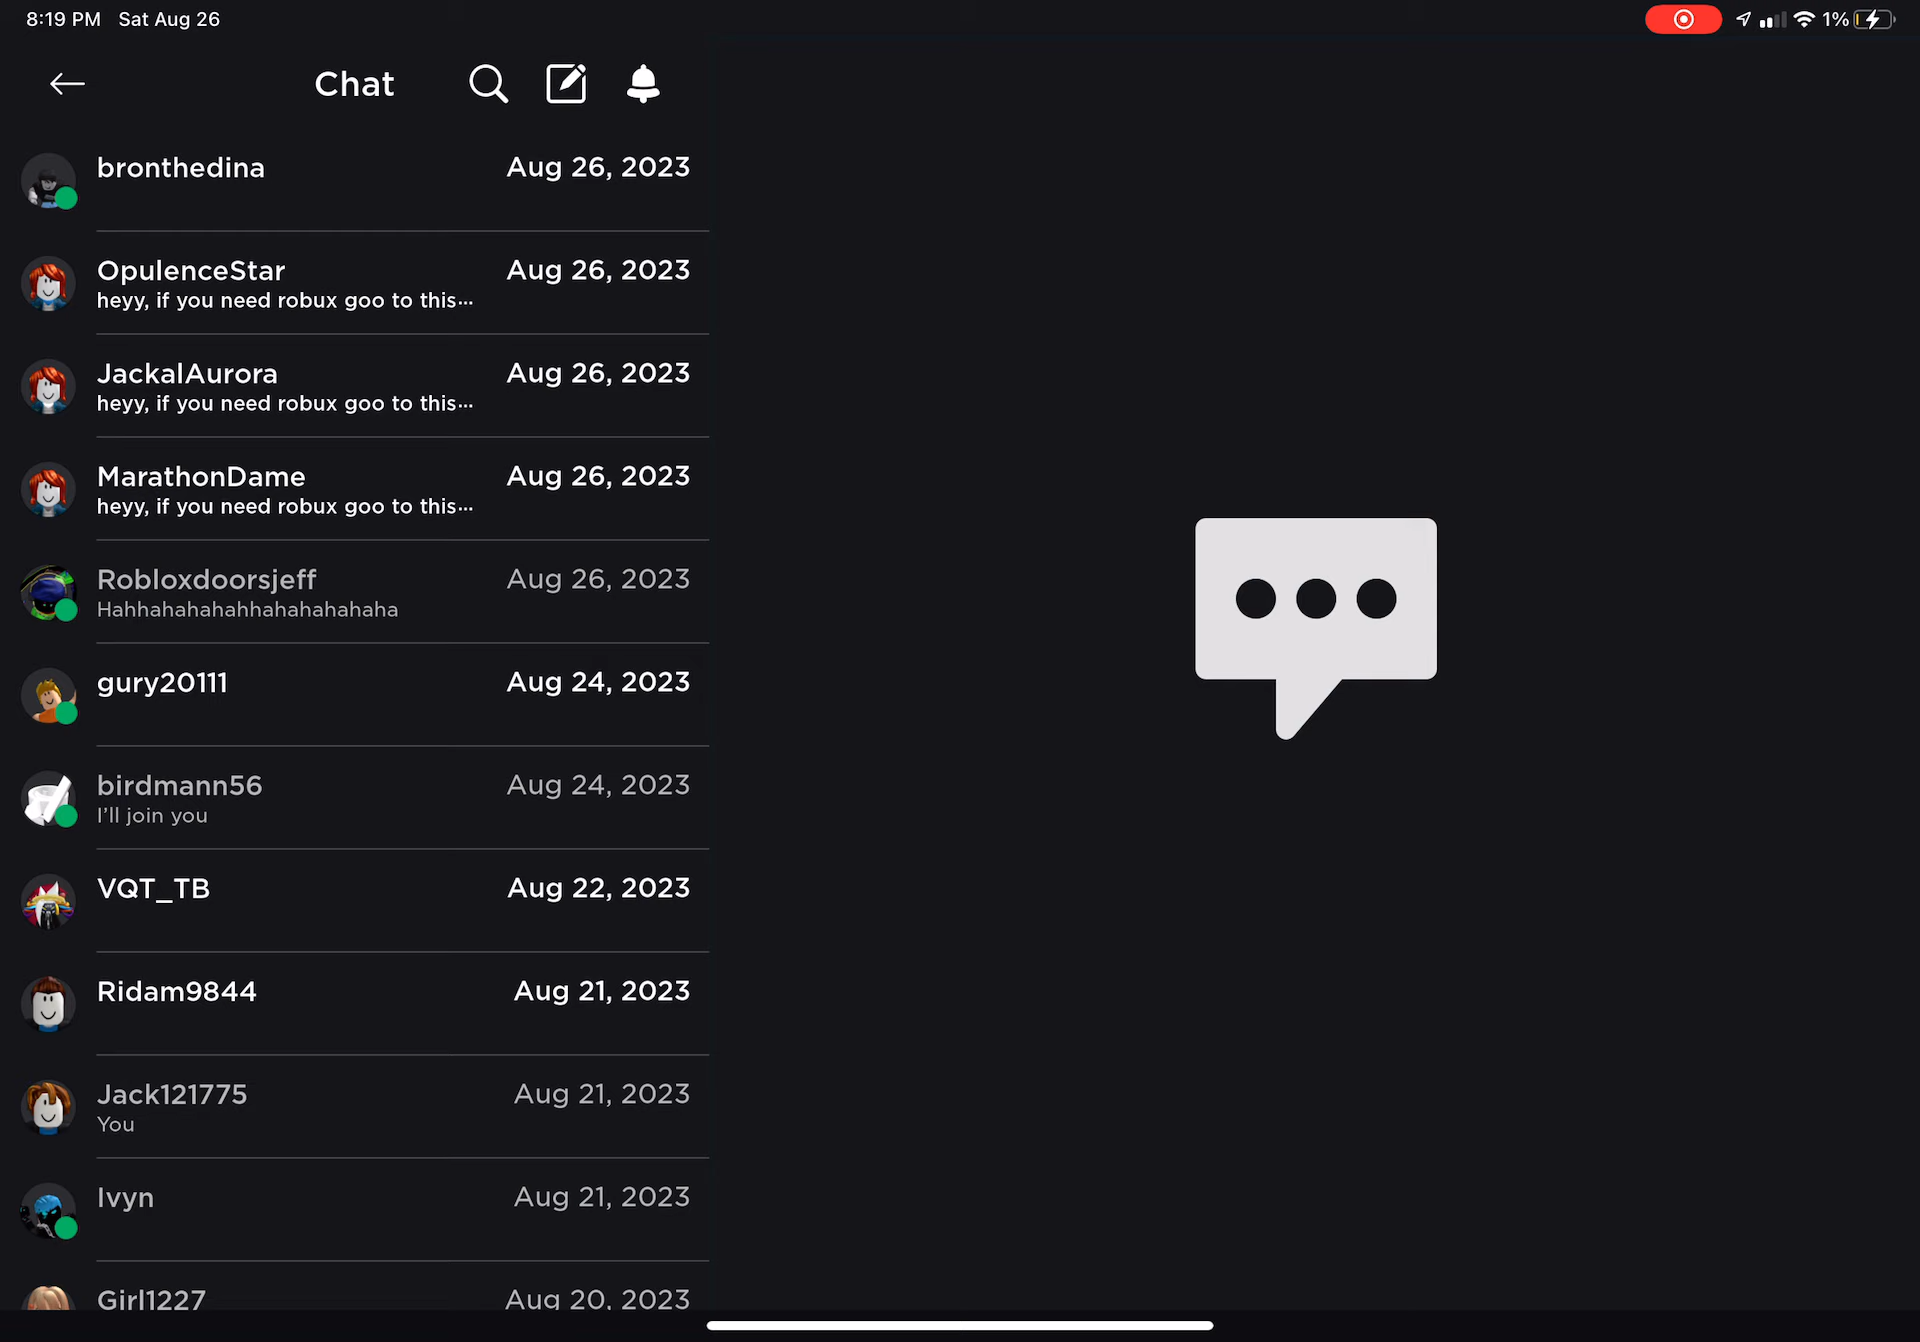 8:19 PM Sat Aug 26
1%
Chat
bronthedina Aug 26, 2023
OpulenceStar Aug 26, 2023
heyy, if you need robux goo to this...
JackalAurora Aug 26, 2023
heyy, if you need robux goo to this...
MarathonDame Aug 26, 2023
heyy, if you need robux goo to this...
Robloxdoorsjeff Aug 26, 2023
Hahhahahahahhahahahahaha
gury20111 Aug 24, 2023
birdmann56 Aug 24, 2023
I'll join you
VQT_TB Aug 22, 2023
Ridam9844 Aug 21, 2023
Jack121775 Aug 21, 2023
You
Ivyn Aug 21, 2023
Girl1227 Aug 20, 2023